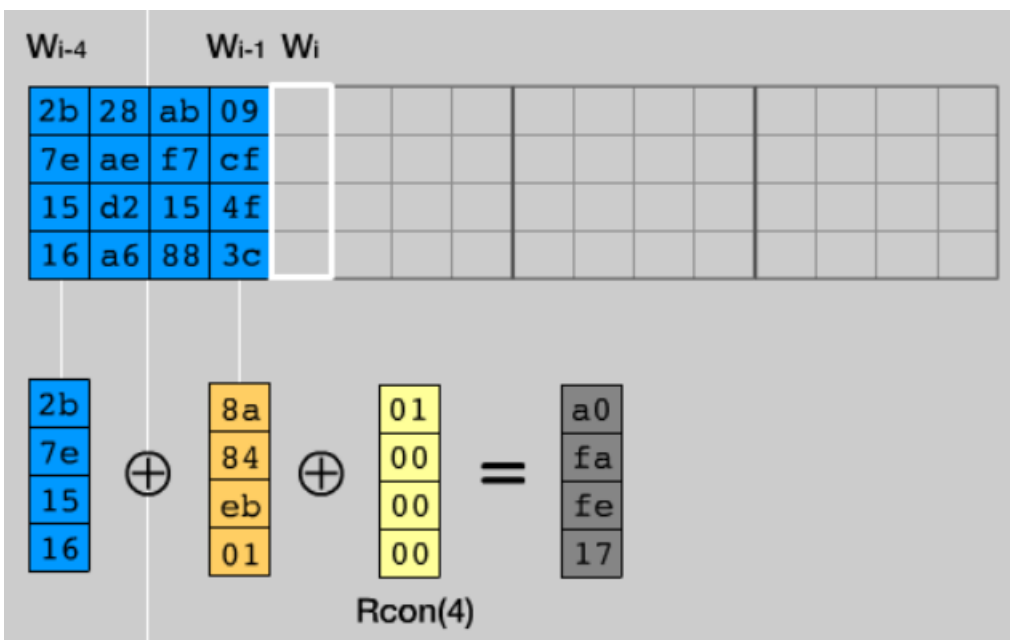 Wi-4 Wi-1 Wi
2b 28 ab 09
7e ae f7 cf
15 d2 15 4f
16 a6 88 3c
2b 8a 01 a0
7e 84 00 fa
⊕ ⊕ =
15 eb 00 fe
16 01 00 17
Rcon(4)